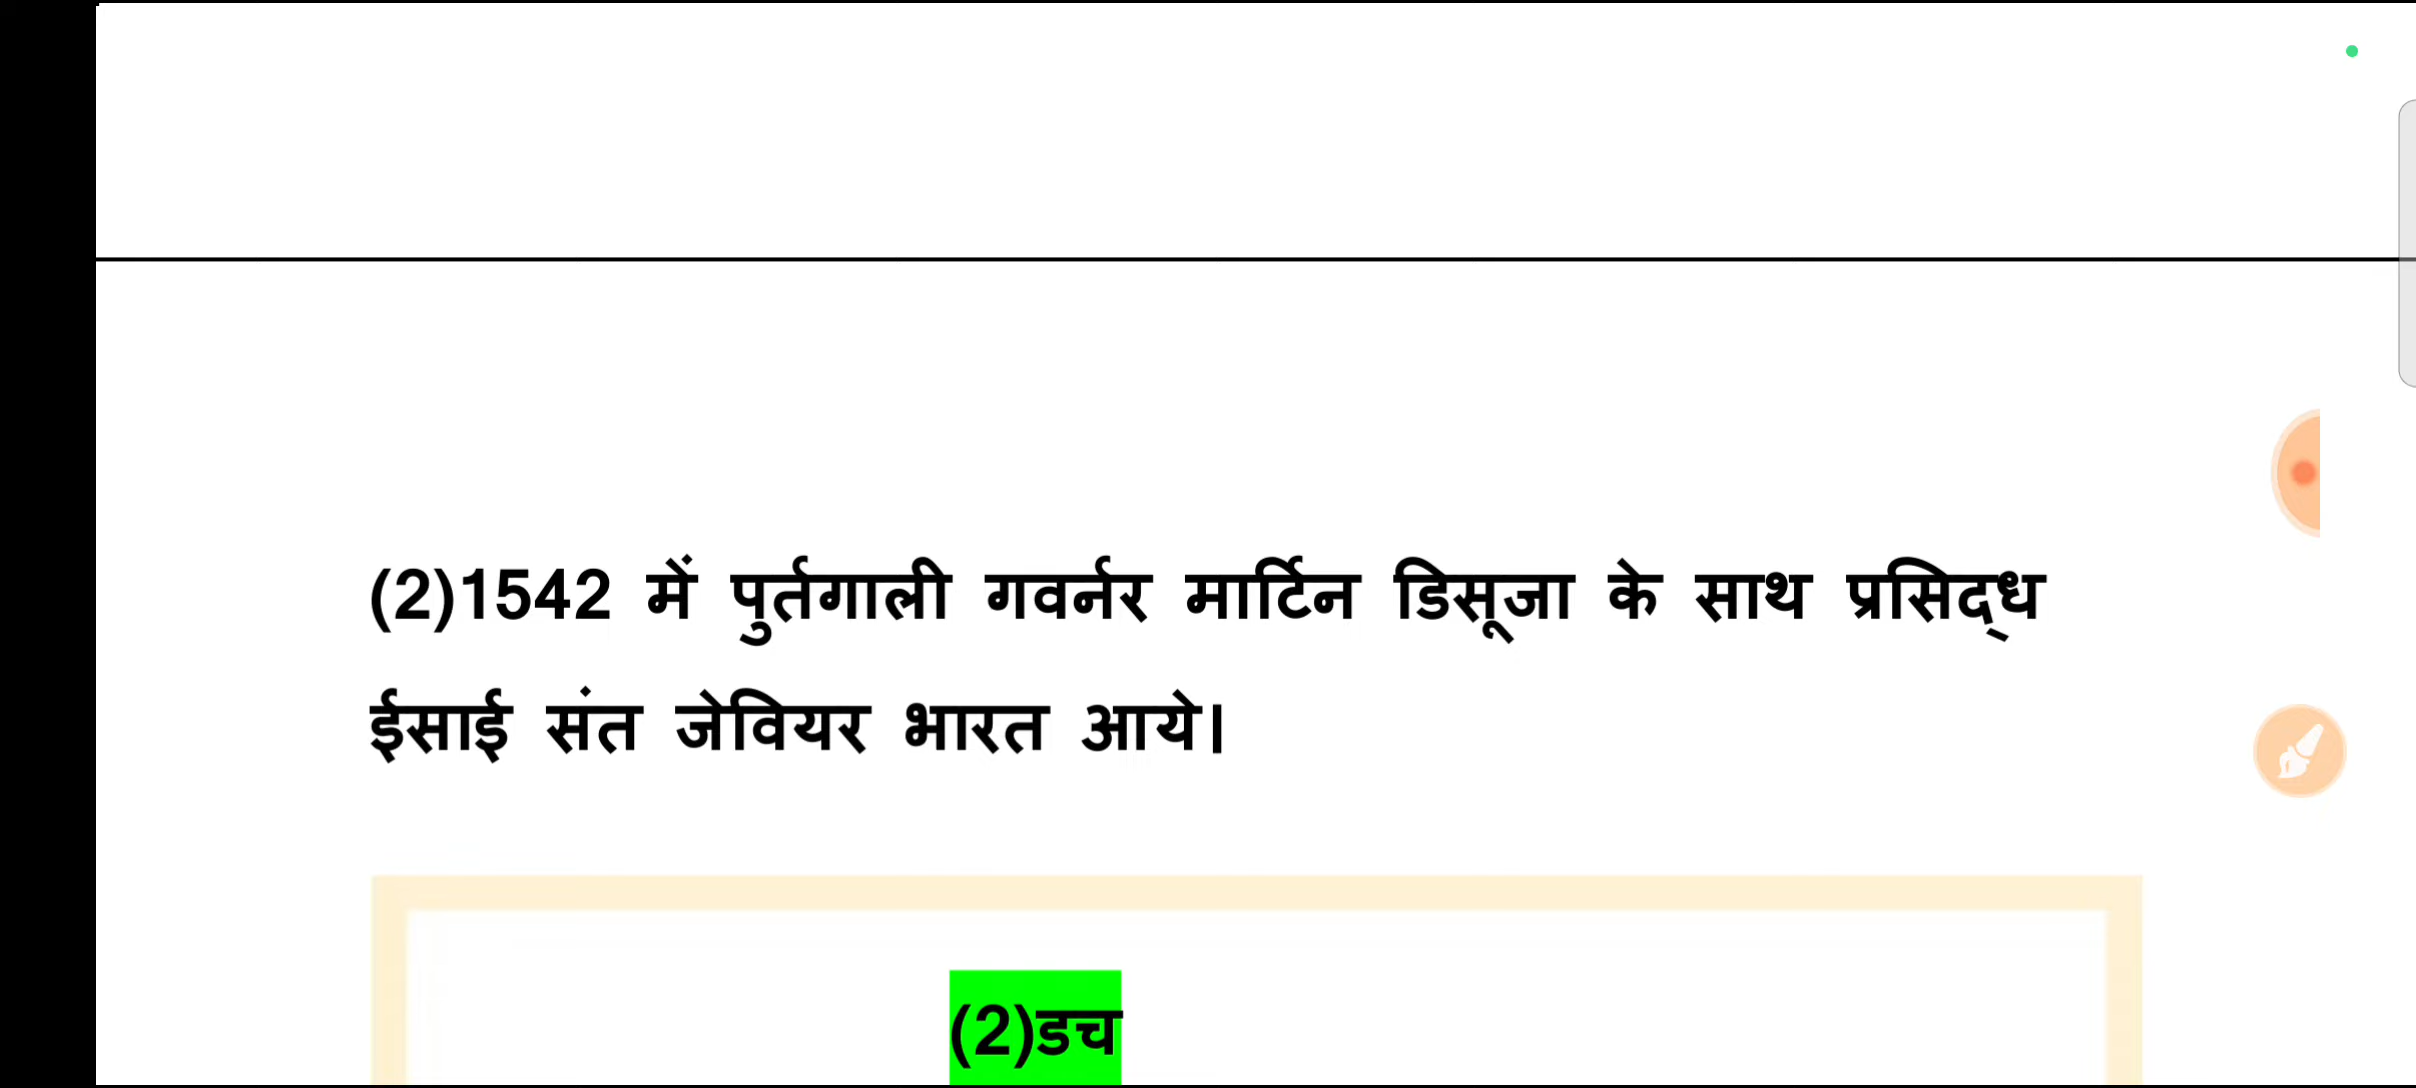 (2)1542 में पुर्तगाली गवर्नर मार्टिन डिसूजा के साथ प्रसिद्ध
ईसाई संत जेवियर भारत आये।
(2)डच